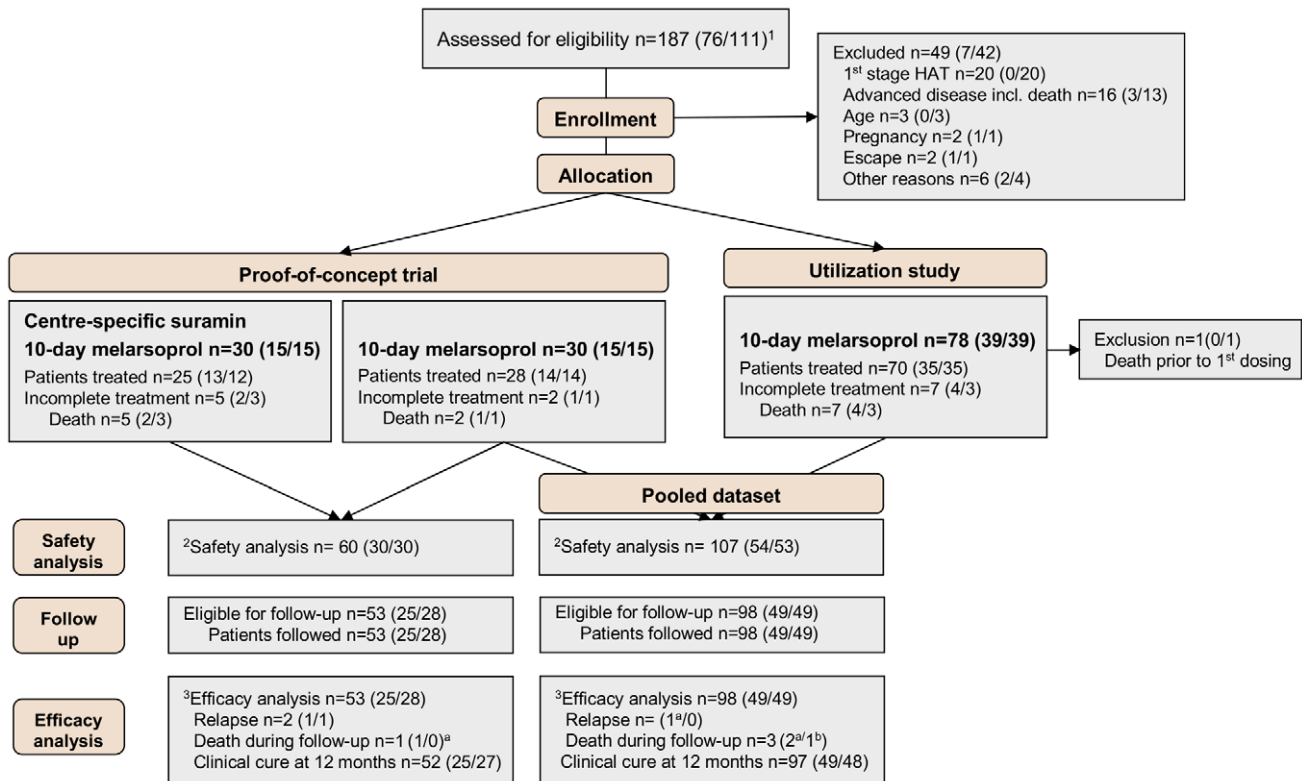 Assessed for eligibility n=187 (76/111)¹
Excluded n=49 (7/42)
1st stage HAT n=20 (0/20)
Advanced disease incl. death n=16 (3/13)
Age n=3 (0/3)
Pregnancy n=2 (1/1)
Escape n=2 (1/1)
Other reasons n=6 (2/4)
Enrollment
Allocation
Proof-of-concept trial
Utilization study
Centre-specific suramin
10-day melarsoprol n=30 (15/15)
Patients treated n=25 (13/12)
Incomplete treatment n=5 (2/3)
Death n=5 (2/3)
10-day melarsoprol n=30 (15/15)
Patients treated n=28 (14/14)
Incomplete treatment n=2 (1/1)
Death n=2 (1/1)
10-day melarsoprol n=78 (39/39)
Patients treated n=70 (35/35)
Incomplete treatment n=7 (4/3)
Death n=7 (4/3)
Exclusion n=1(0/1)
Death prior to 1st dosing
Pooled dataset
Safety
analysis
²Safety analysis n= 60 (30/30)
²Safety analysis n= 107 (54/53)
Follow
up
Eligible for follow-up n=53 (25/28)
Patients followed n=53 (25/28)
Eligible for follow-up n=98 (49/49)
Patients followed n=98 (49/49)
Efficacy
analysis
³Efficacy analysis n=53 (25/28)
Relapse n=2 (1/1)
Death during follow-up n=1 (1/0)ᵃ
Clinical cure at 12 months n=52 (25/27)
³Efficacy analysis n=98 (49/49)
Relapse n= (1ᵃ/0)
Death during follow-up n=3 (2ᵃ/1ᵇ)
Clinical cure at 12 months n=97 (49/48)